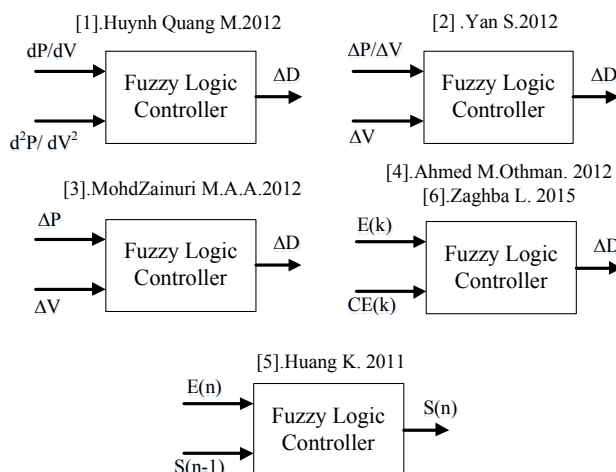 [1].Huynh Quang M.2012
dP/dV
Fuzzy Logic
Controller
ΔD
d²P/ dV²
[2] .Yan S.2012
ΔP/ΔV
Fuzzy Logic
Controller
ΔD
ΔV
[3].MohdZainuri M.A.A.2012
ΔP
Fuzzy Logic
Controller
ΔD
ΔV
[4].Ahmed M.Othman. 2012
[6].Zaghba L. 2015
E(k)
Fuzzy Logic
Controller
ΔD
CE(k)
[5].Huang K. 2011
E(n)
Fuzzy Logic
Controller
S(n)
S(n-1)